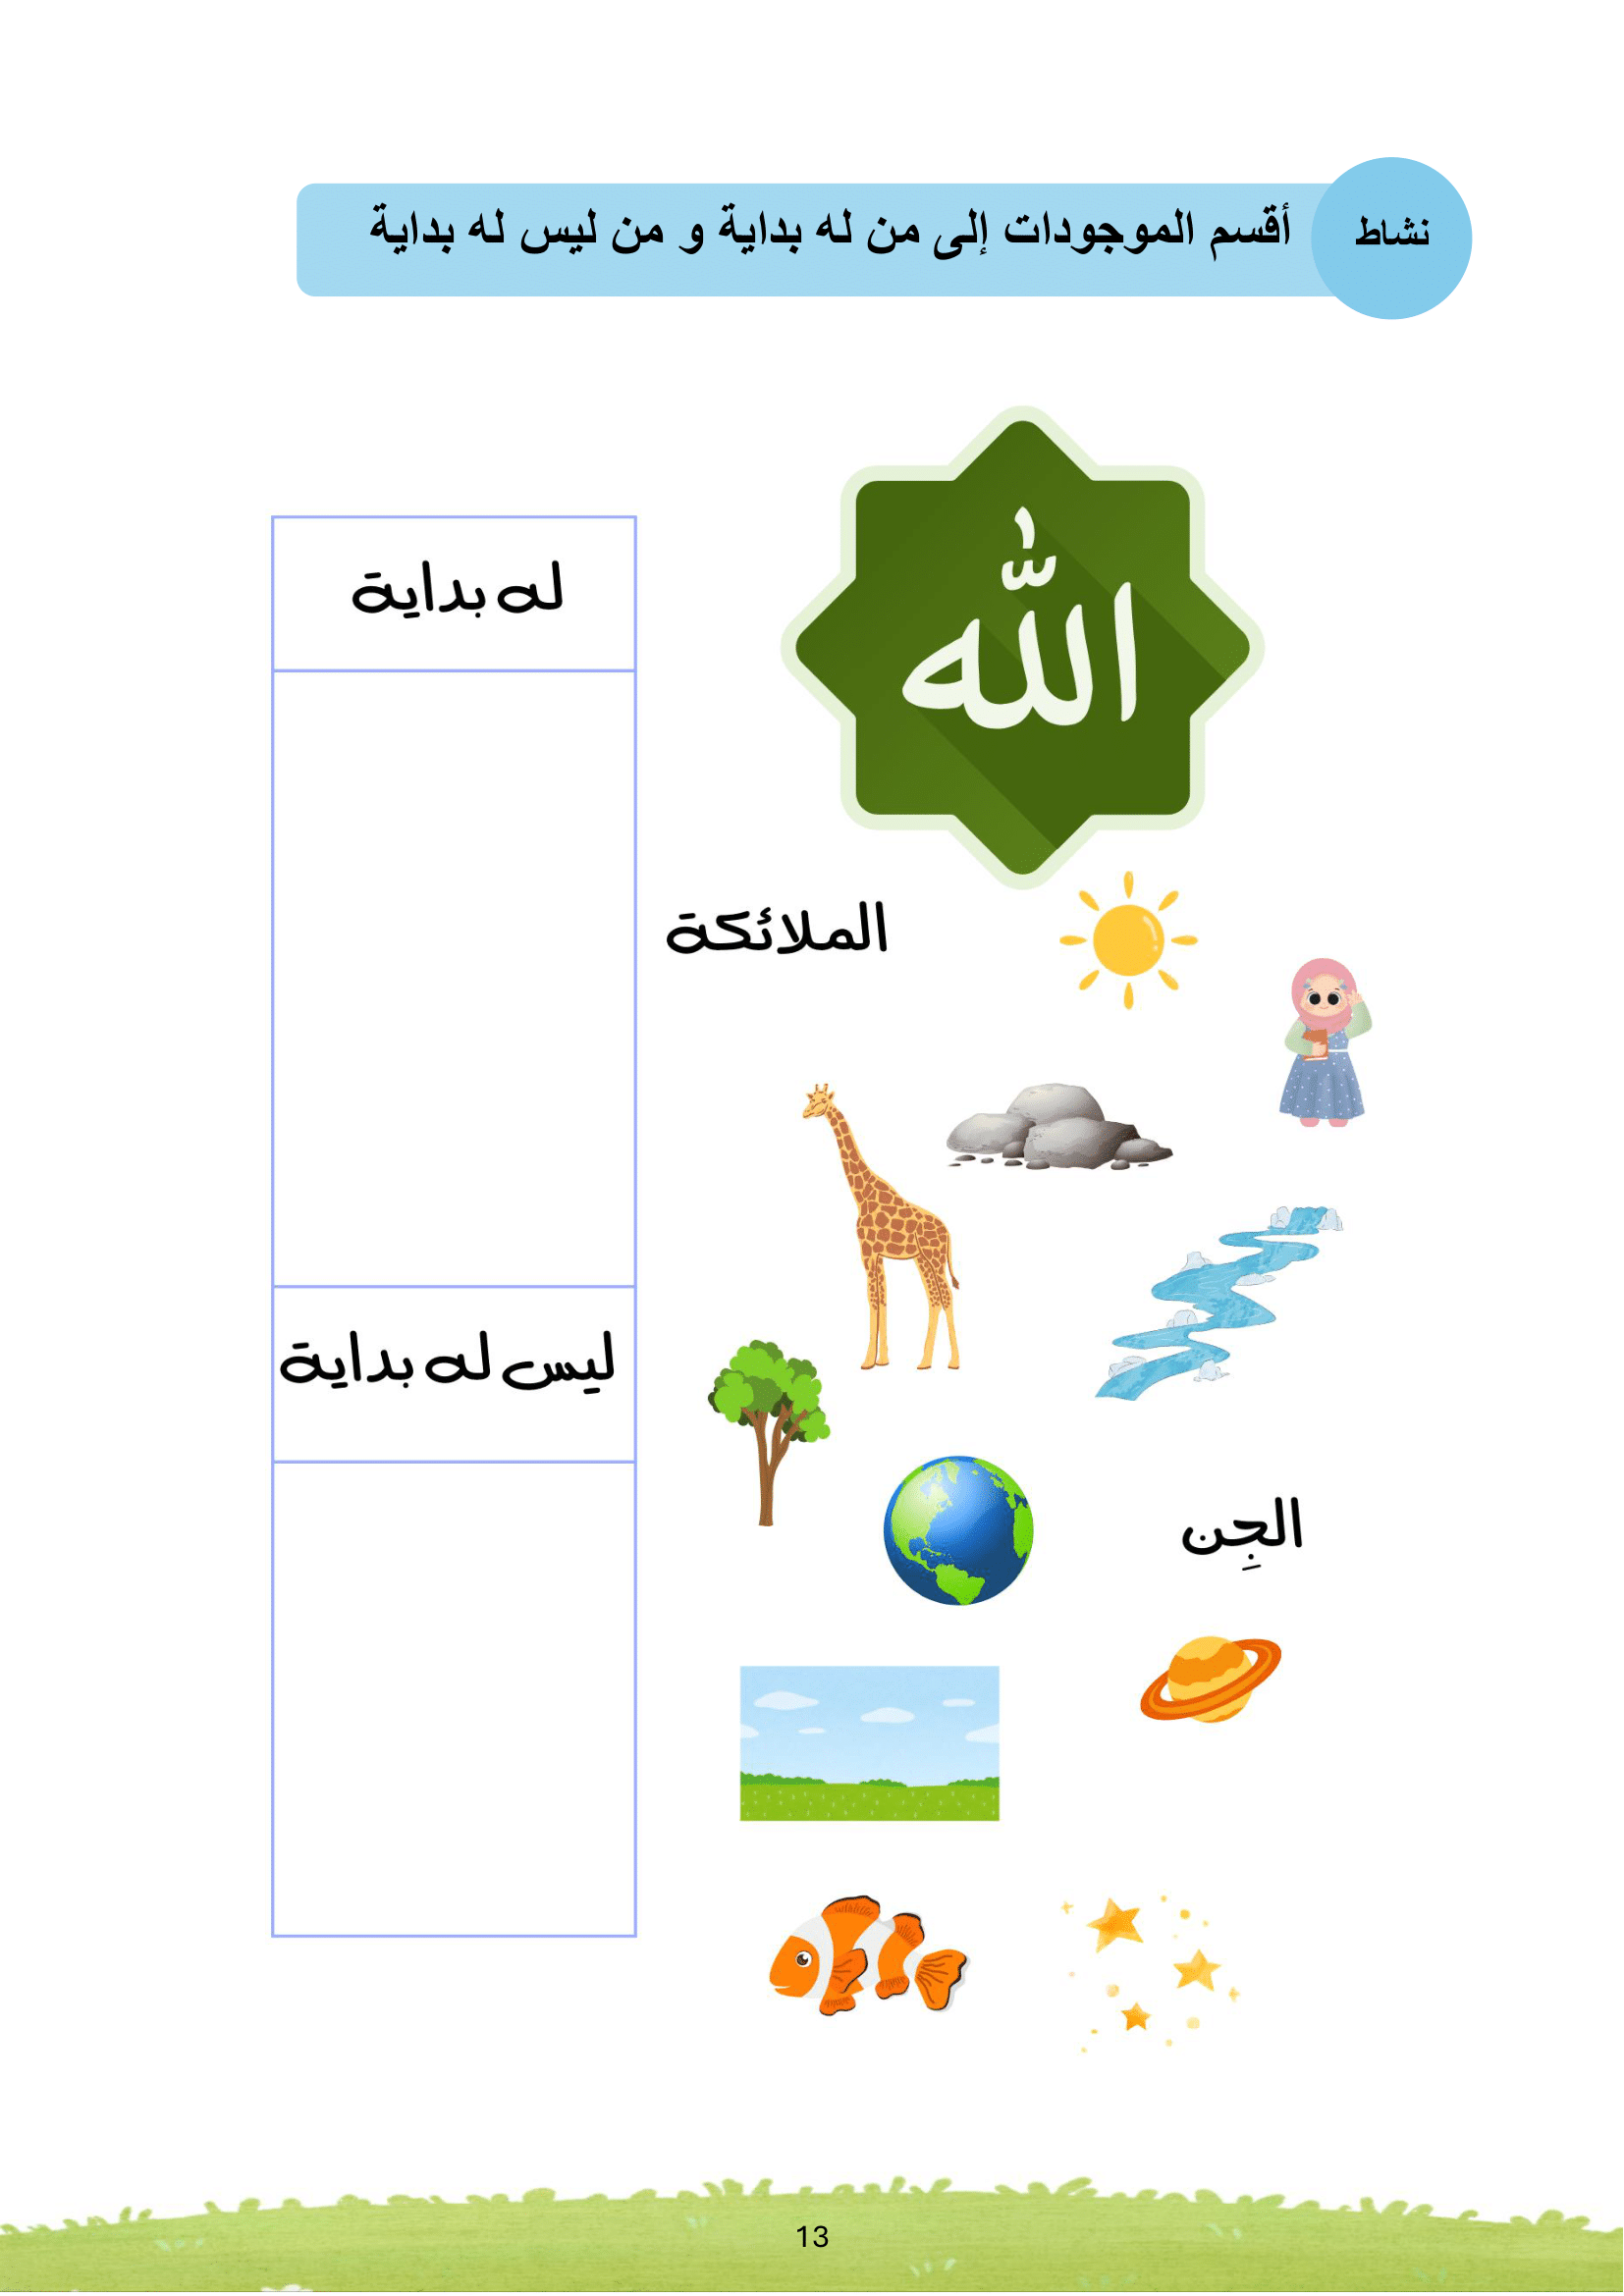 نشاط
أقسم الموجودات إلى من له بداية و من ليس له بداية
الله
له بداية
الملائكة
ليس له بداية
الجِن
13